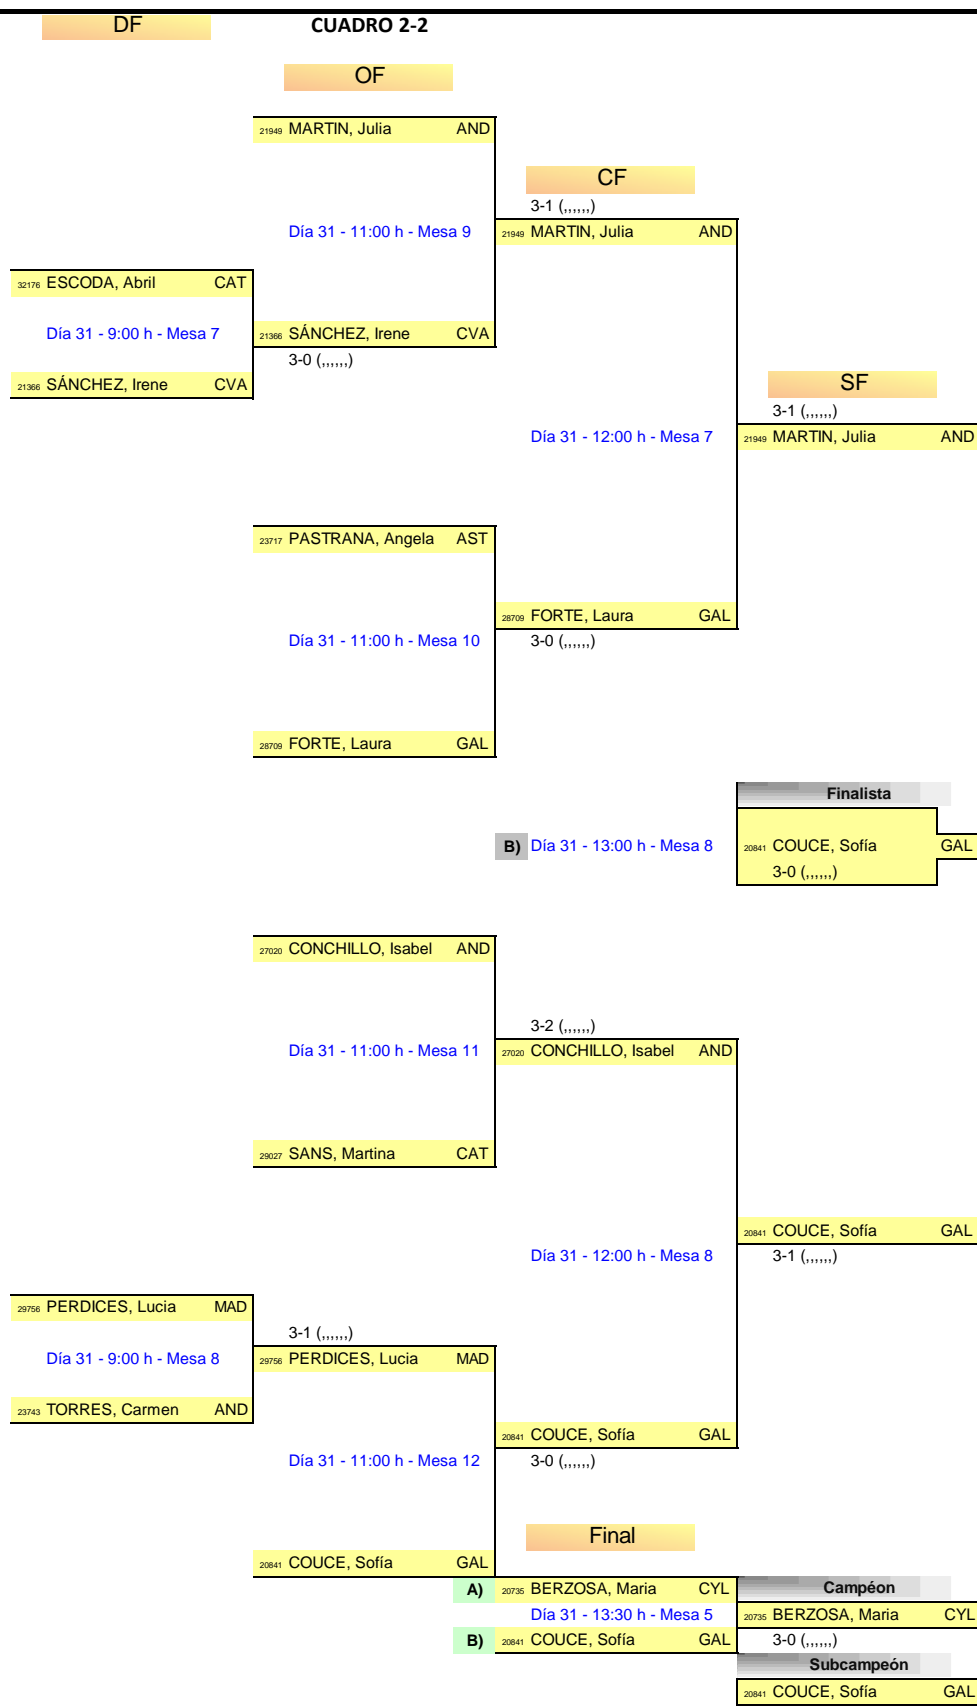 DF CUADRO 2-2
OF
21949 MARTIN, Julia AND
CF
3-1 (,,,,,,)
Día 31 - 11:00 h - Mesa 9 21949 MARTIN, Julia AND
32176 ESCODA, Abril CAT
Día 31 - 9:00 h - Mesa 7 21366 SÁNCHEZ, Irene CVA
3-0 (,,,,,,)
21366 SÁNCHEZ, Irene CVA SF
3-1 (,,,,,,)
Día 31 - 12:00 h - Mesa 7 21949 MARTIN, Julia AND
23717 PASTRANA, Angela AST
28709 FORTE, Laura GAL
Día 31 - 11:00 h - Mesa 10 3-0 (,,,,,,)
28709 FORTE, Laura GAL
Finalista
B) Día 31 - 13:00 h - Mesa 8 20841 COUCE, Sofía GAL
3-0 (,,,,,,)
27020 CONCHILLO, Isabel AND
3-2 (,,,,,,)
Día 31 - 11:00 h - Mesa 11 27020 CONCHILLO, Isabel AND
29027 SANS, Martina CAT
20841 COUCE, Sofía GAL
Día 31 - 12:00 h - Mesa 8 3-1 (,,,,,,)
29756 PERDICES, Lucia MAD
3-1 (,,,,,,)
Día 31 - 9:00 h - Mesa 8 29756 PERDICES, Lucia MAD
23743 TORRES, Carmen AND
20841 COUCE, Sofía GAL
Día 31 - 11:00 h - Mesa 12 3-0 (,,,,,,)
Final
20841 COUCE, Sofía GAL
A) 20735 BERZOSA, Maria CYL Campéon
Día 31 - 13:30 h - Mesa 5 20735 BERZOSA, Maria CYL
B) 20841 COUCE, Sofía GAL 3-0 (,,,,,,)
Subcampeón
20841 COUCE, Sofía GAL